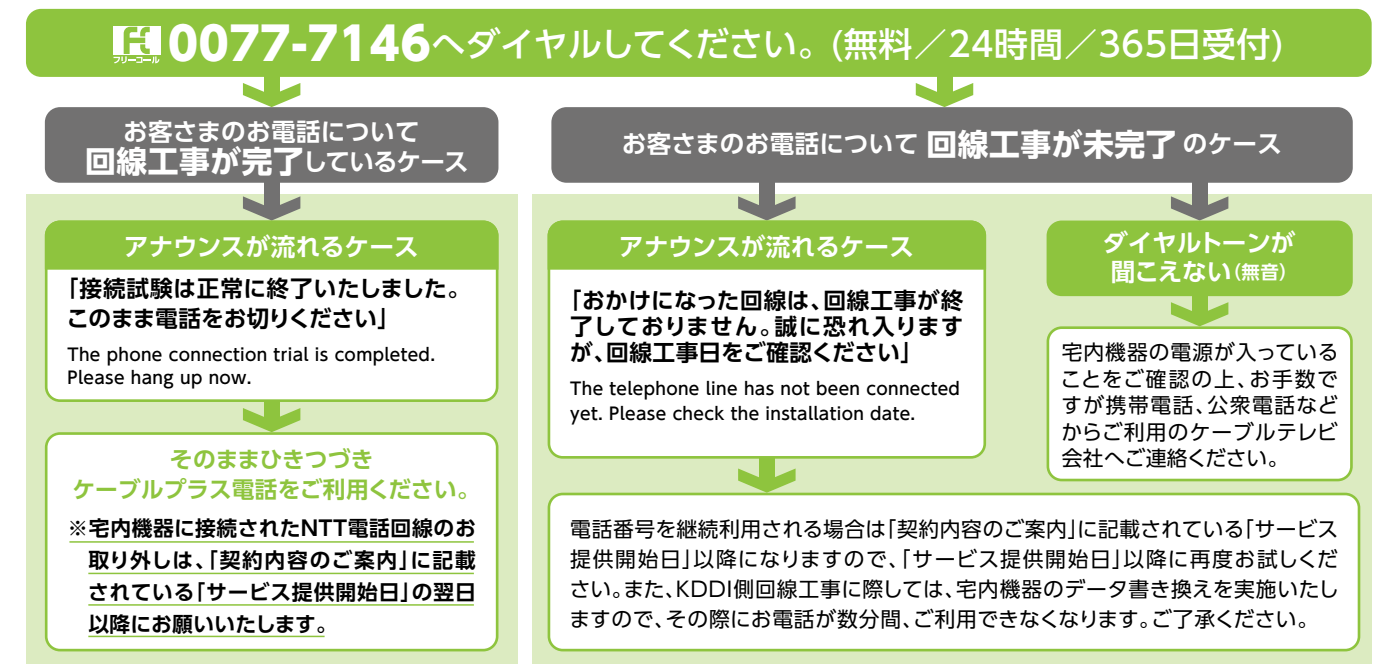 フリーコール 0077-7146へダイヤルしてください。(無料／24時間／365日受付)
お客さまのお電話について
回線工事が完了しているケース
アナウンスが流れるケース
「接続試験は正常に終了いたしました。
このまま電話をお切りください」
The phone connection trial is completed.
Please hang up now.
そのままひきつづき
ケーブルプラス電話をご利用ください。
※宅内機器に接続されたNTT電話回線のお
取り外しは、「契約内容のご案内」に記載
されている「サービス提供開始日」の翌日
以降にお願いいたします。
お客さまのお電話について 回線工事が未完了 のケース
アナウンスが流れるケース
「おかけになった回線は、回線工事が終
了しておりません。誠に恐れ入ります
が、回線工事日をご確認ください」
The telephone line has not been connected
yet. Please check the installation date.
ダイヤルトーンが
聞こえない(無音)
宅内機器の電源が入っている
ことをご確認の上、お手数で
すが携帯電話、公衆電話など
からご利用のケーブルテレビ
会社へご連絡ください。
電話番号を継続利用される場合は「契約内容のご案内」に記載されている「サービス
提供開始日」以降になりますので、「サービス提供開始日」以降に再度お試しくだ
さい。また、KDDI側回線工事に際しては、宅内機器のデータ書き換えを実施いたし
ますので、その際にお電話が数分間、ご利用できなくなります。ご了承ください。